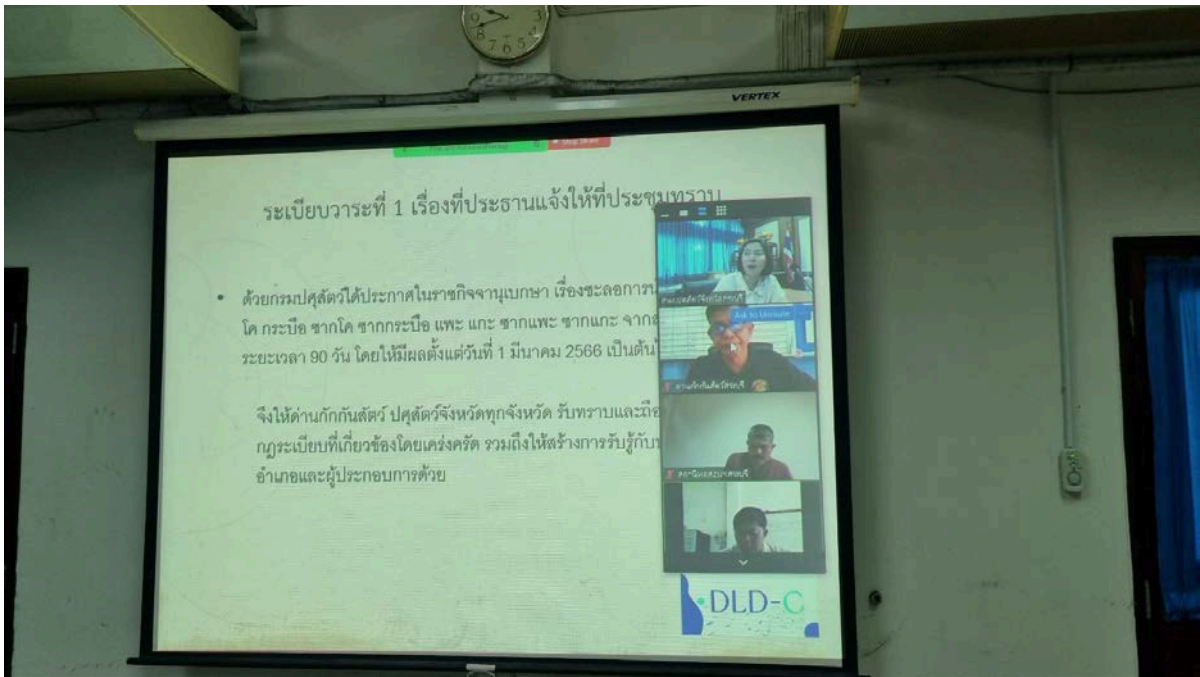 VERTEX
ระเบียบวาระที่ 1 เรื่องที่ประธานแจ้งให้ที่ประชุมทราบ
• ด้วยกรมปศุสัตว์ได้ประกาศในราชกิจจานุเบกษา เรื่องชะลอการน
โค กระบือ ซากโค ซากกระบือ แพะ แกะ ซากแพะ ซากแกะ จาก
ระยะเวลา 90 วัน โดยให้มีผลตั้งแต่วันที่ 1 มีนาคม 2566 เป็นต้น
จึงให้ด่านกักกันสัตว์ ปศุสัตว์จังหวัดทุกจังหวัด รับทราบและถือ
กฎระเบียบที่เกี่ยวข้องโดยเคร่งครัด รวมถึงให้สร้างการรับรู้กับ
อำเภอและผู้ประกอบการด้วย
Ask to Unmute
DLD-C